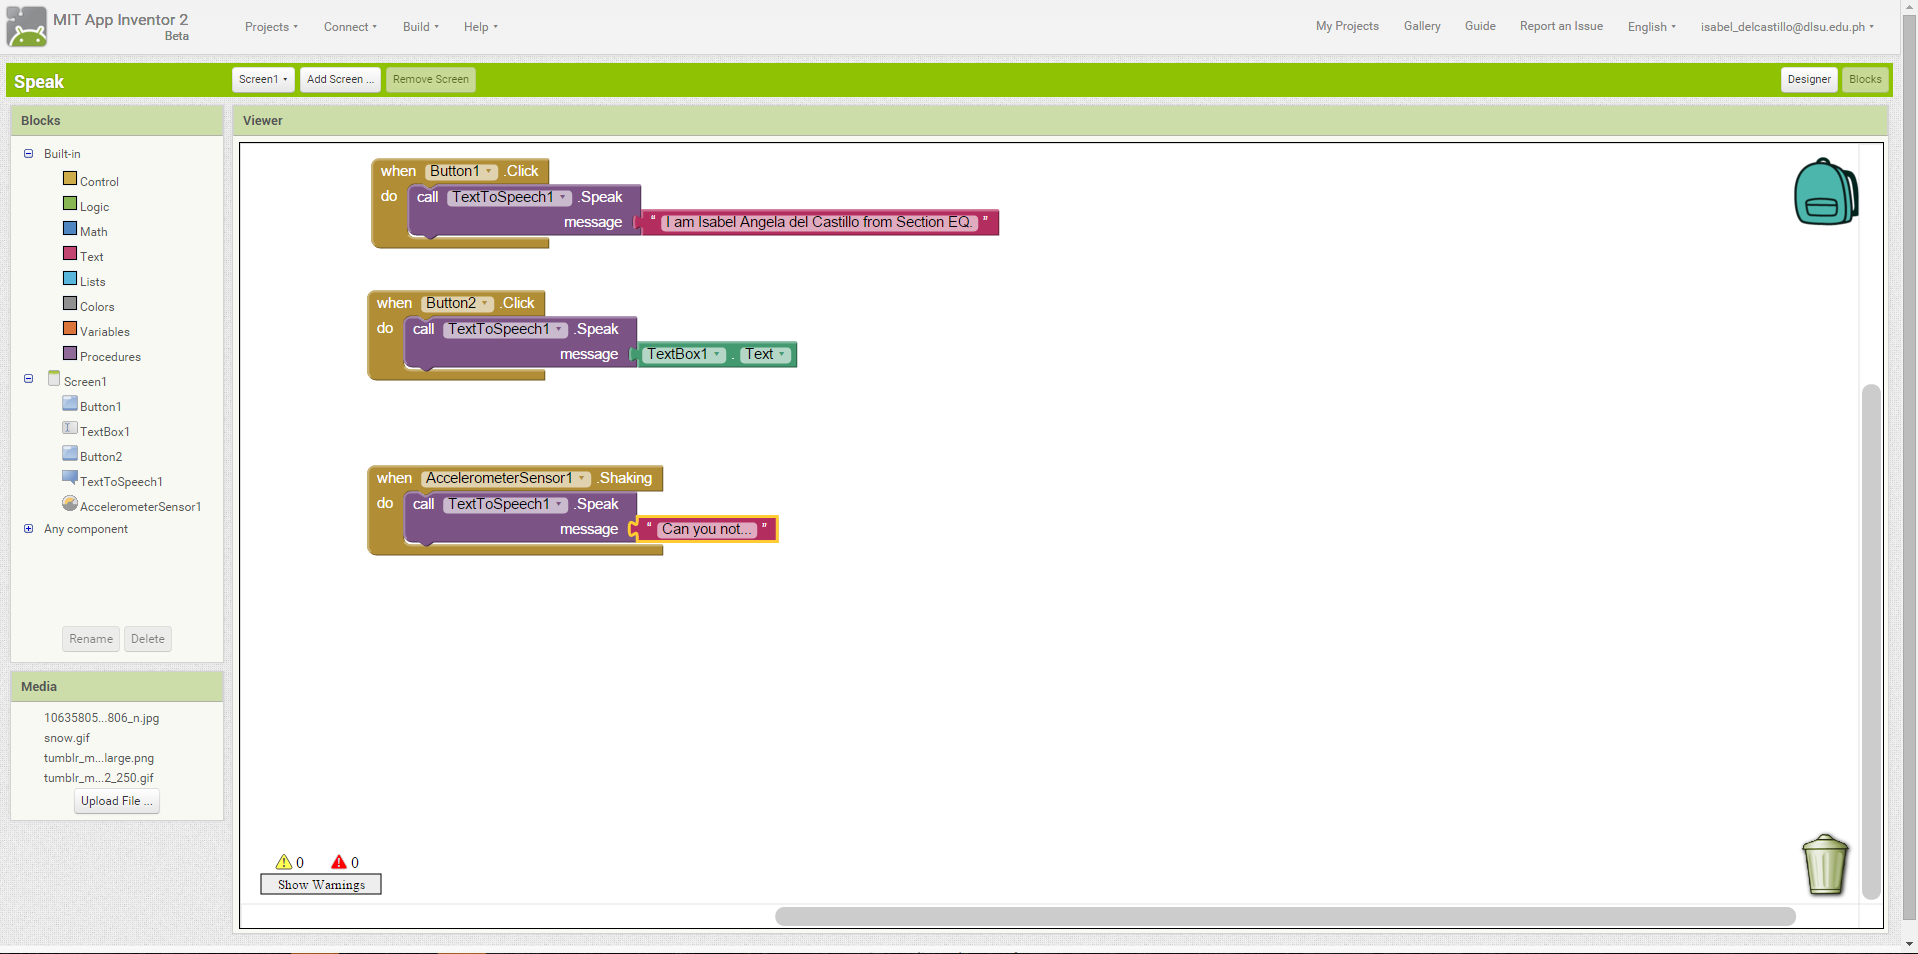 MIT App Inventor 2
Beta
Projects Connect Build Help
My Projects Gallery Guide Report an Issue English isabel_delcastillo@dlsu.edu.ph
Speak
Screen1 Add Screen ... Remove Screen
Designer Blocks
Blocks
Built-in
Control
Logic
Math
Text
Lists
Colors
Variables
Procedures
Screen1
Button1
TextBox1
Button2
TextToSpeech1
AccelerometerSensor1
Any component
Rename Delete
Media
10635805...806_n.jpg
snow.gif
tumblr_m...large.png
tumblr_m...2_250.gif
Upload File ...
Viewer
when Button1 .Click
do call TextToSpeech1 .Speak
message “ I am Isabel Angela del Castillo from Section EQ. ”
when Button2 .Click
do call TextToSpeech1 .Speak
message TextBox1 . Text
when AccelerometerSensor1 .Shaking
do call TextToSpeech1 .Speak
message “ Can you not... ”
0 0
Show Warnings